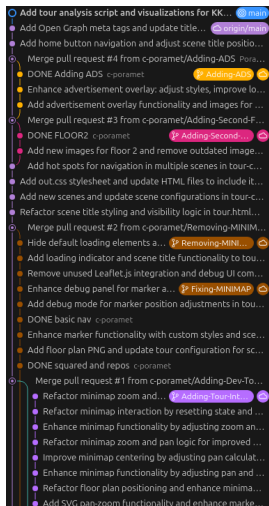 Add tour analysis script and visualizations for KK... main
Add Open Graph meta tags and update title... origin/main
Add home button navigation and adjust scene title positio...
Merge pull request #4 from c-poramet/Adding-ADS Pora...
DONE Adding ADS c-poramet Adding-ADS
Enhance advertisement overlay: adjust styles, improve lo...
Add advertisement overlay functionality and images for ...
Merge pull request #3 from c-poramet/Adding-Second-F...
DONE FLOOR2 c-poramet Adding-Second-...
Add new images for floor 2 and remove outdated image...
Add hot spots for navigation in multiple scenes in tour-c...
Add out.css stylesheet and update HTML files to include it...
Add new scenes and update scene configurations in tour-c...
Refactor scene title styling and visibility logic in tour.html...
Merge pull request #2 from c-poramet/Removing-MINIM...
Hide default loading elements a... Removing-MINI...
Add loading indicator and scene title functionality to tou...
Remove unused Leaflet.js integration and debug UI com...
Enhance debug panel for marker a... Fixing-MINIMAP
Add debug mode for marker position adjustments in tou...
DONE basic nav c-poramet
Enhance marker functionality with custom styles and sce...
Add floor plan PNG and update tour configuration for sc...
DONE squared and repos c-poramet
Merge pull request #1 from c-poramet/Adding-Dev-To...
Refactor minimap zoom and... Adding-Tour-Int...
Refactor minimap interaction by resetting state and ...
Enhance minimap functionality by adjusting zoom an...
Refactor minimap zoom and pan logic for improved ...
Improve minimap centering by adjusting pan calculat...
Enhance minimap functionality by adjusting pan and ...
Refactor floor plan positioning and enhance minima...
Add SVG pan-zoom functionality and enhance marke...